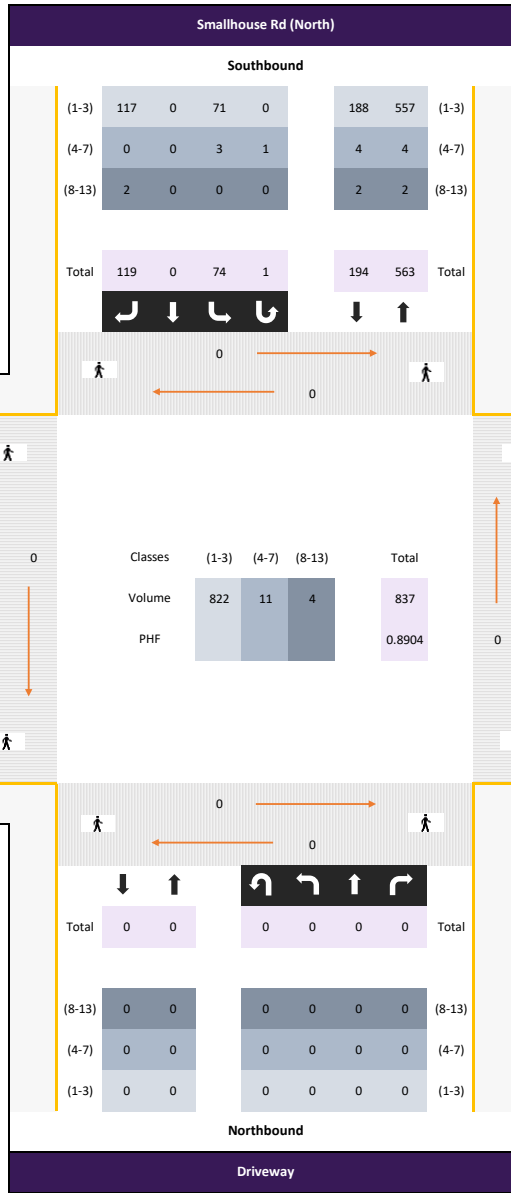 Smallhouse Rd (North)
Southbound
(1-3) 117 0 71 0 188 557 (1-3)
(4-7) 0 0 3 1 4 4 (4-7)
(8-13) 2 0 0 0 2 2 (8-13)
Total 119 0 74 1 194 563 Total
0
0
0
Classes (1-3) (4-7) (8-13) Total
Volume 822 11 4 837
PHF 0.8904
0
0
0
Total 0 0 0 0 0 0 Total
(8-13) 0 0 0 0 0 0 (8-13)
(4-7) 0 0 0 0 0 0 (4-7)
(1-3) 0 0 0 0 0 0 (1-3)
Northbound
Driveway